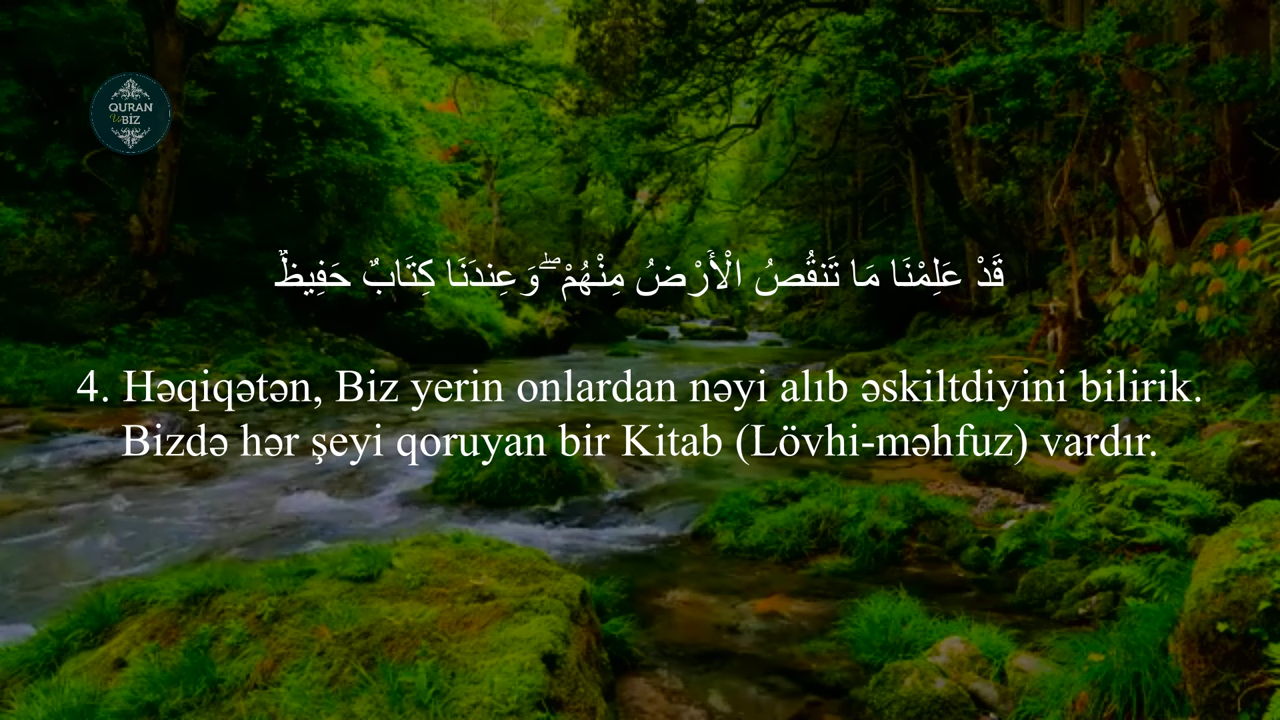 QURAN
Və
BİZ
قَدْ عَلِمْنَا مَا تَنقُصُ الْأَرْضُ مِنْهُمْ ۖ وَعِندَنَا كِتَابٌ حَفِيظٌ
4. Həqiqətən, Biz yerin onlardan nəyi alıb əskiltdiyini bilirik.
Bizdə hər şeyi qoruyan bir Kitab (Lövhi-məhfuz) vardır.